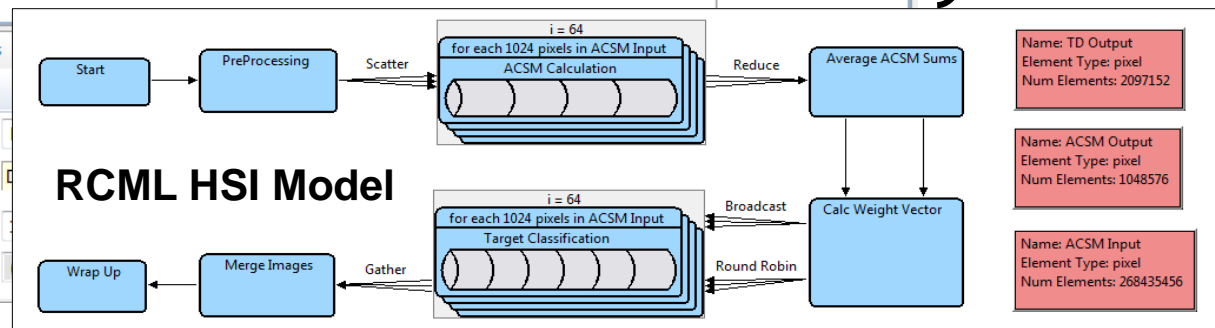 i = 64
for each 1024 pixels in ACSM Input
ACSM Calculation
Start
PreProcessing
Scatter
Reduce
Average ACSM Sums
Name: TD Output
Element Type: pixel
Num Elements: 2097152
Name: ACSM Output
Element Type: pixel
Num Elements: 1048576
RCML HSI Model
i = 64
for each 1024 pixels in ACSM Input
Target Classification
Broadcast
Calc Weight Vector
Round Robin
Gather
Merge Images
Wrap Up
Name: ACSM Input
Element Type: pixel
Num Elements: 268435456